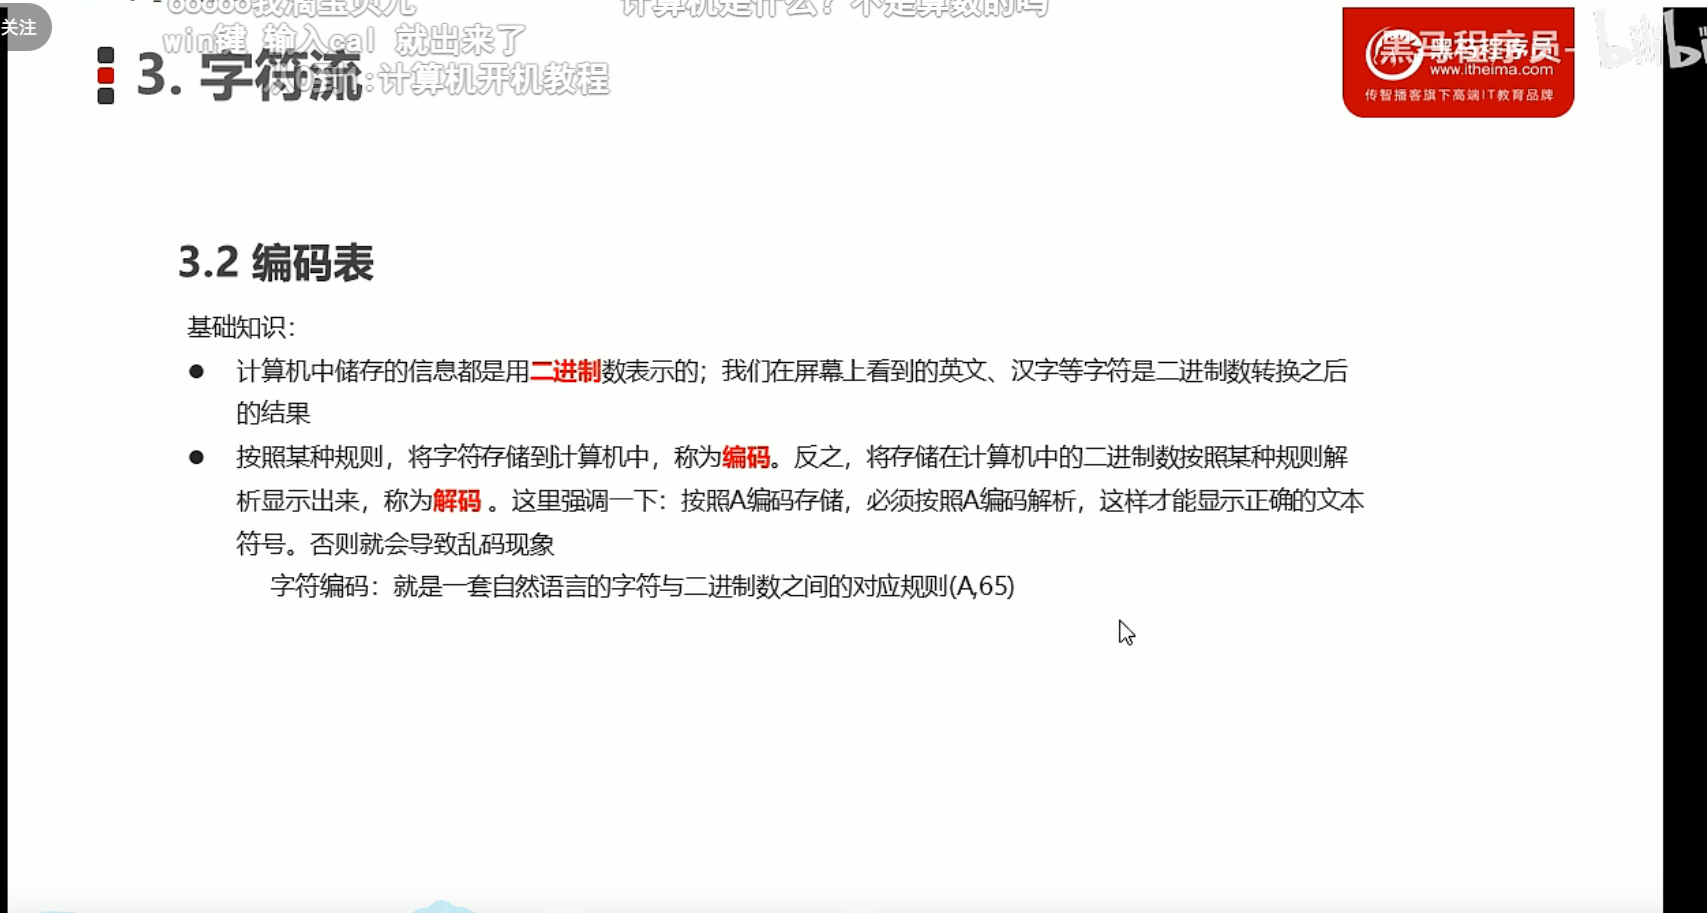 关注
win键 输入cal 就出来了
计算机是什么？不是算数的吗
3. 字符流
:计算机开机教程
黑马程序员
www.itheima.com
传智播客旗下高端IT教育品牌
3.2 编码表
基础知识：
● 计算机中储存的信息都是用二进制数表示的；我们在屏幕上看到的英文、汉字等字符是二进制数转换之后
的结果
● 按照某种规则，将字符存储到计算机中，称为编码。反之，将存储在计算机中的二进制数按照某种规则解
析显示出来，称为解码 。这里强调一下：按照A编码存储，必须按照A编码解析，这样才能显示正确的文本
符号。否则就会导致乱码现象
字符编码：就是一套自然语言的字符与二进制数之间的对应规则(A,65)